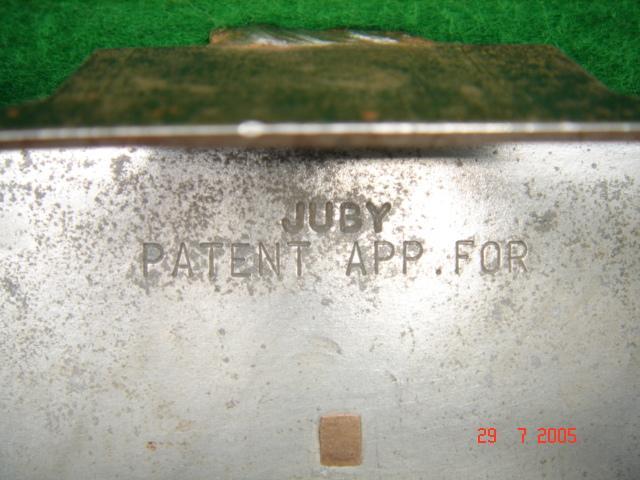 JUBY
PATENT APP. FOR
29 7 2005